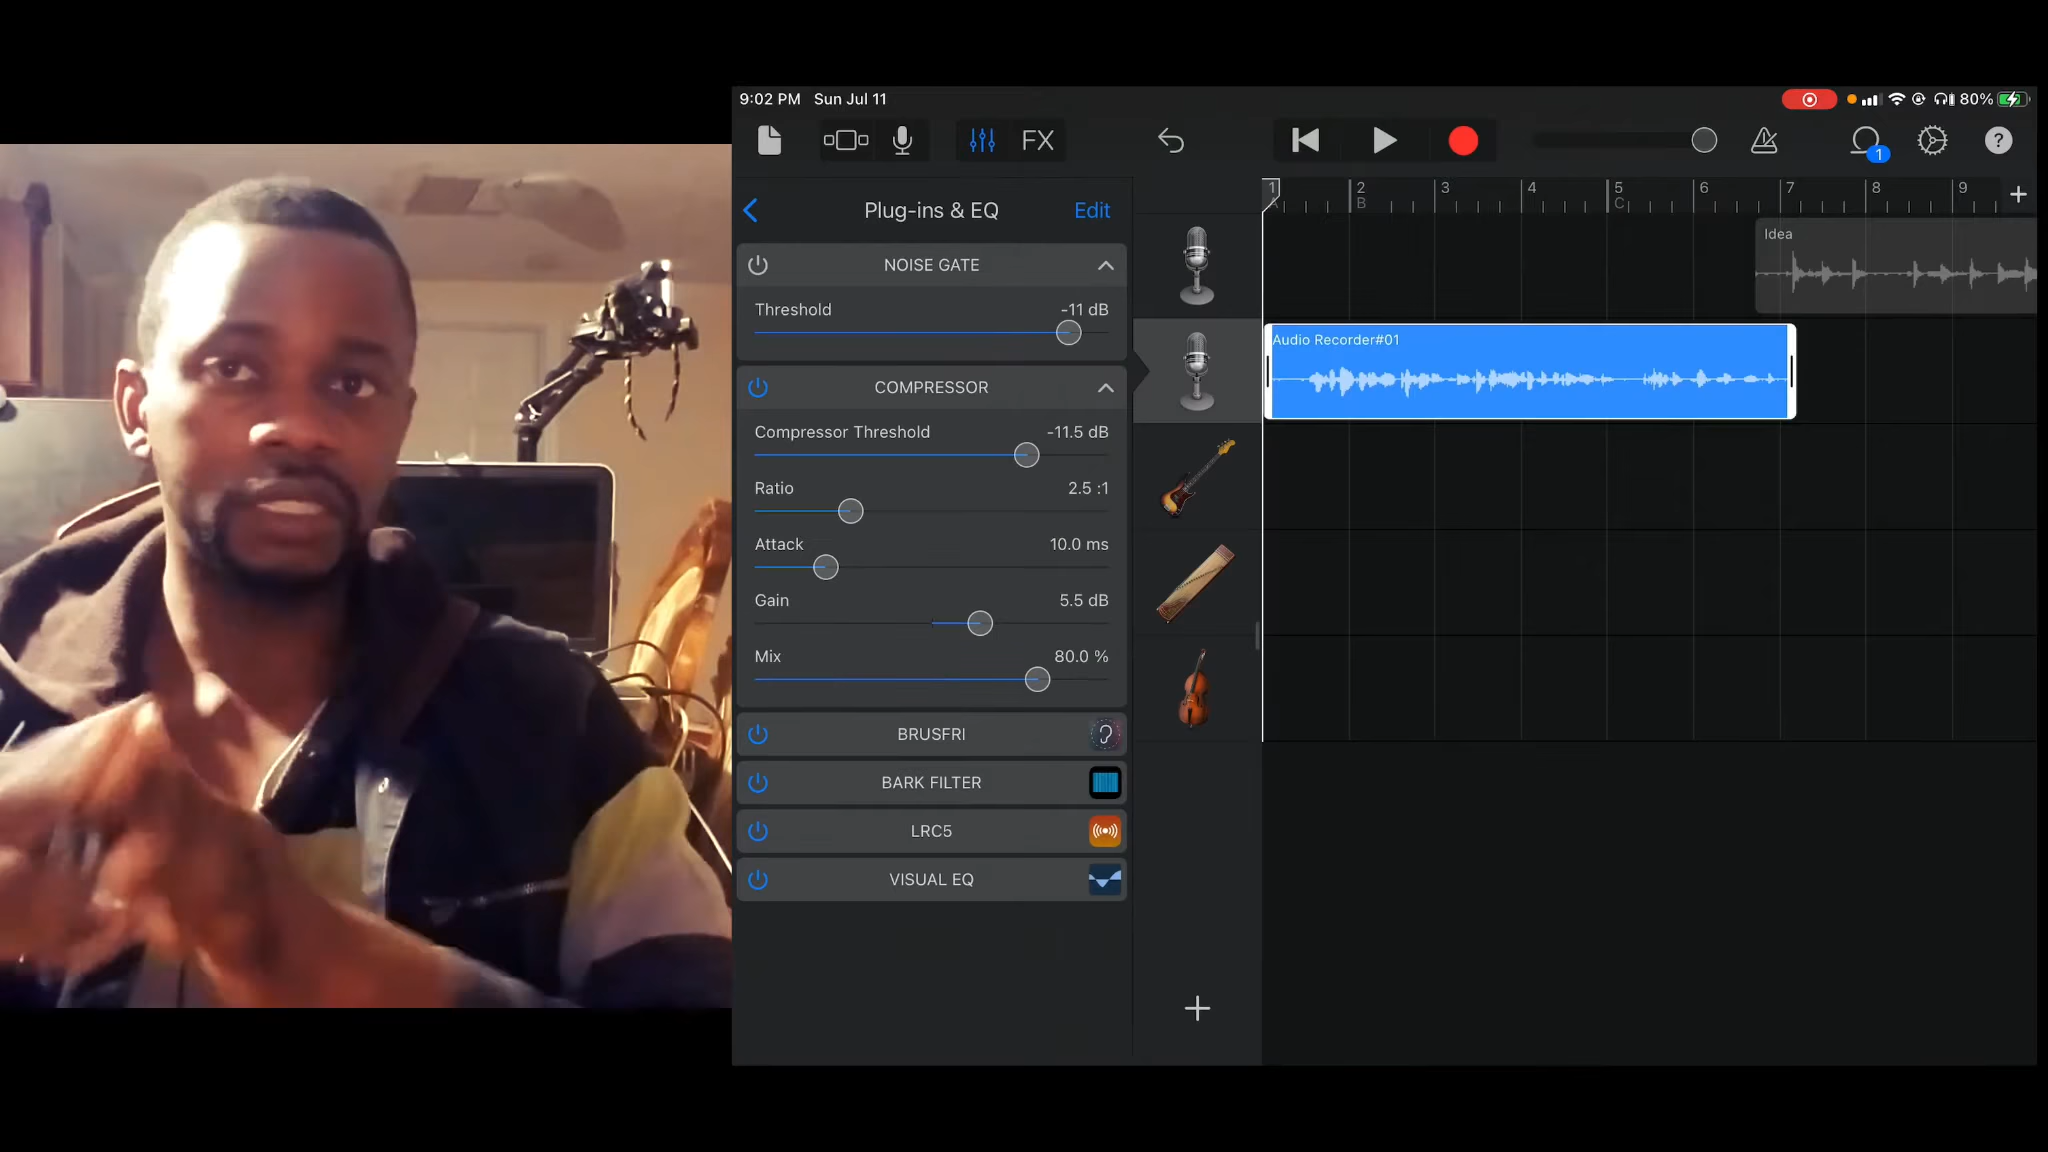 9:02 PM Sun Jul 11
80%
FX
1
?
Plug-ins & EQ
Edit
1 2 3 4 5 6 7 8 9
A B C
NOISE GATE
Threshold -11 dB
COMPRESSOR
Compressor Threshold -11.5 dB
Ratio 2.5 :1
Attack 10.0 ms
Gain 5.5 dB
Mix 80.0 %
BRUSFRI
BARK FILTER
LRC5
VISUAL EQ
Idea
Audio Recorder#01